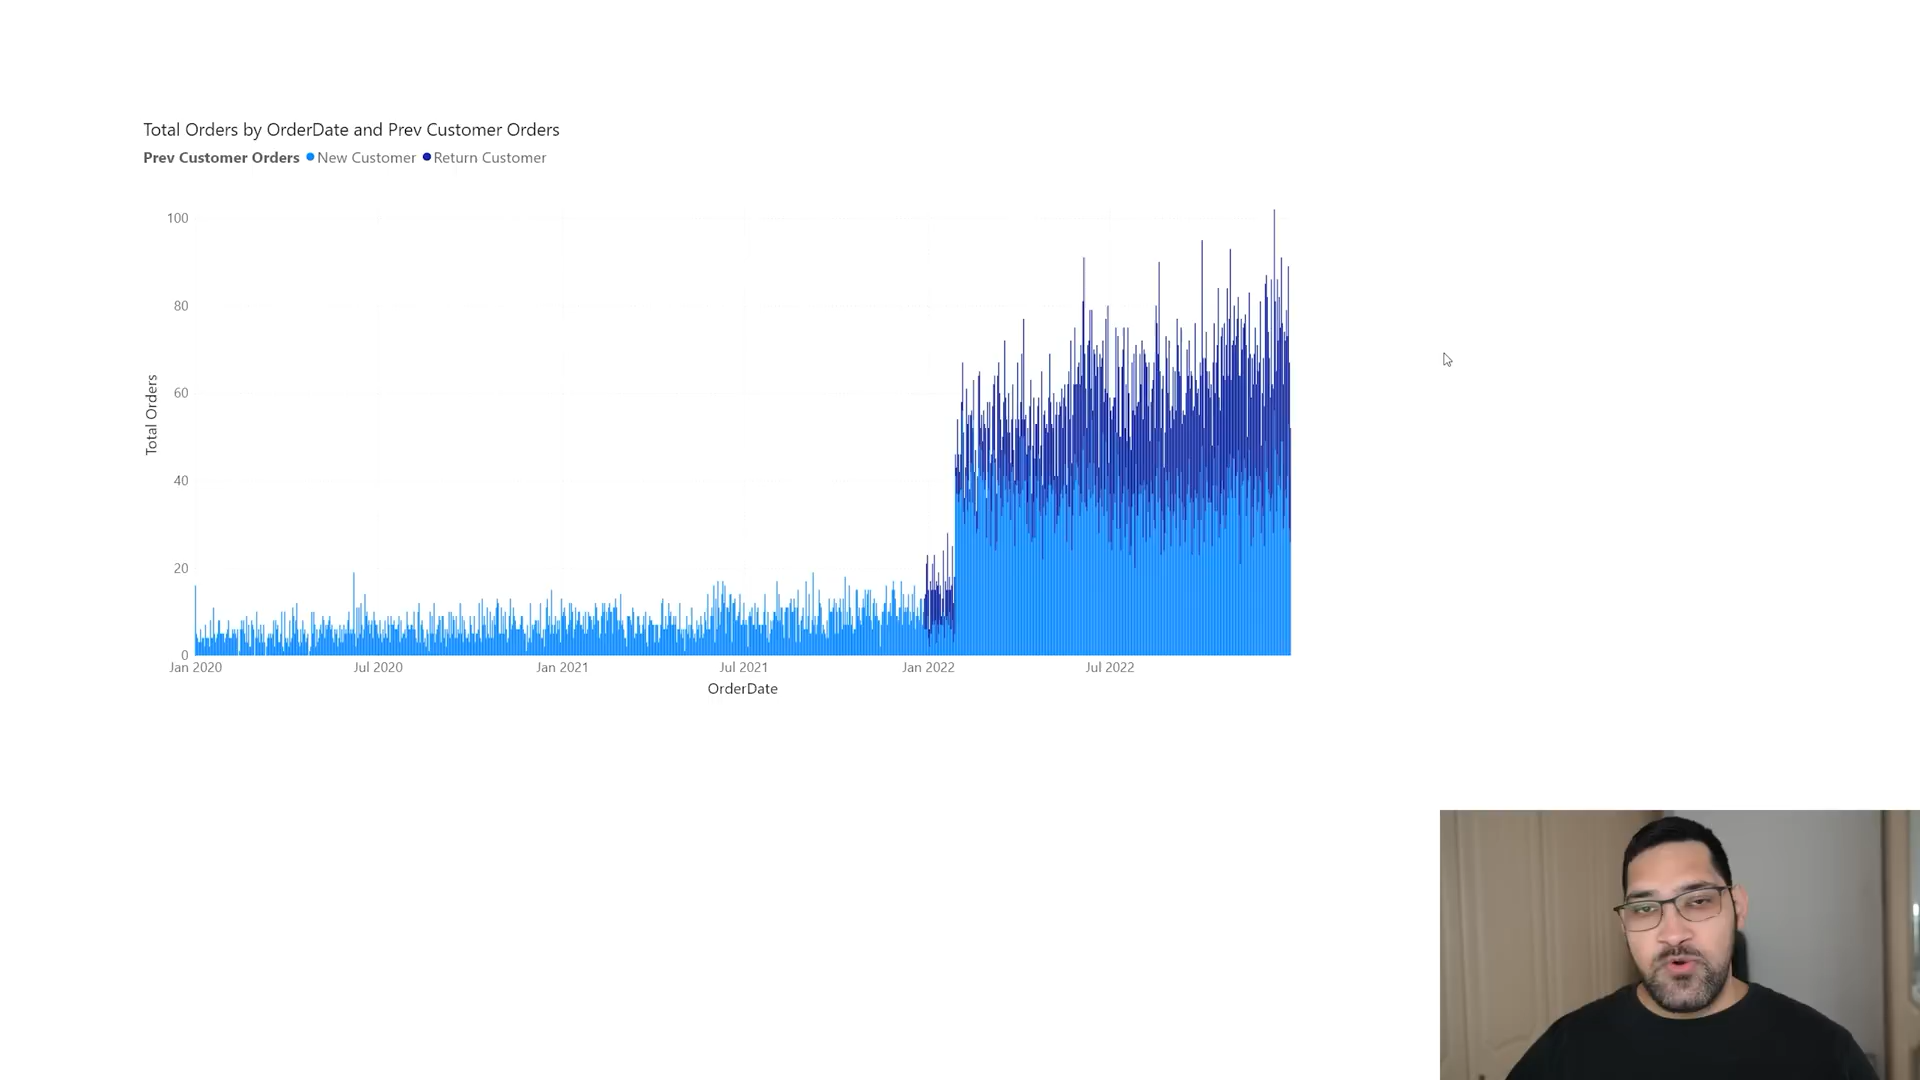 Total Orders by OrderDate and Prev Customer Orders
Prev Customer Orders New Customer Return Customer
100
80
60
40
20
0
Total Orders
Jan 2020 Jul 2020 Jan 2021 Jul 2021 Jan 2022 Jul 2022
OrderDate